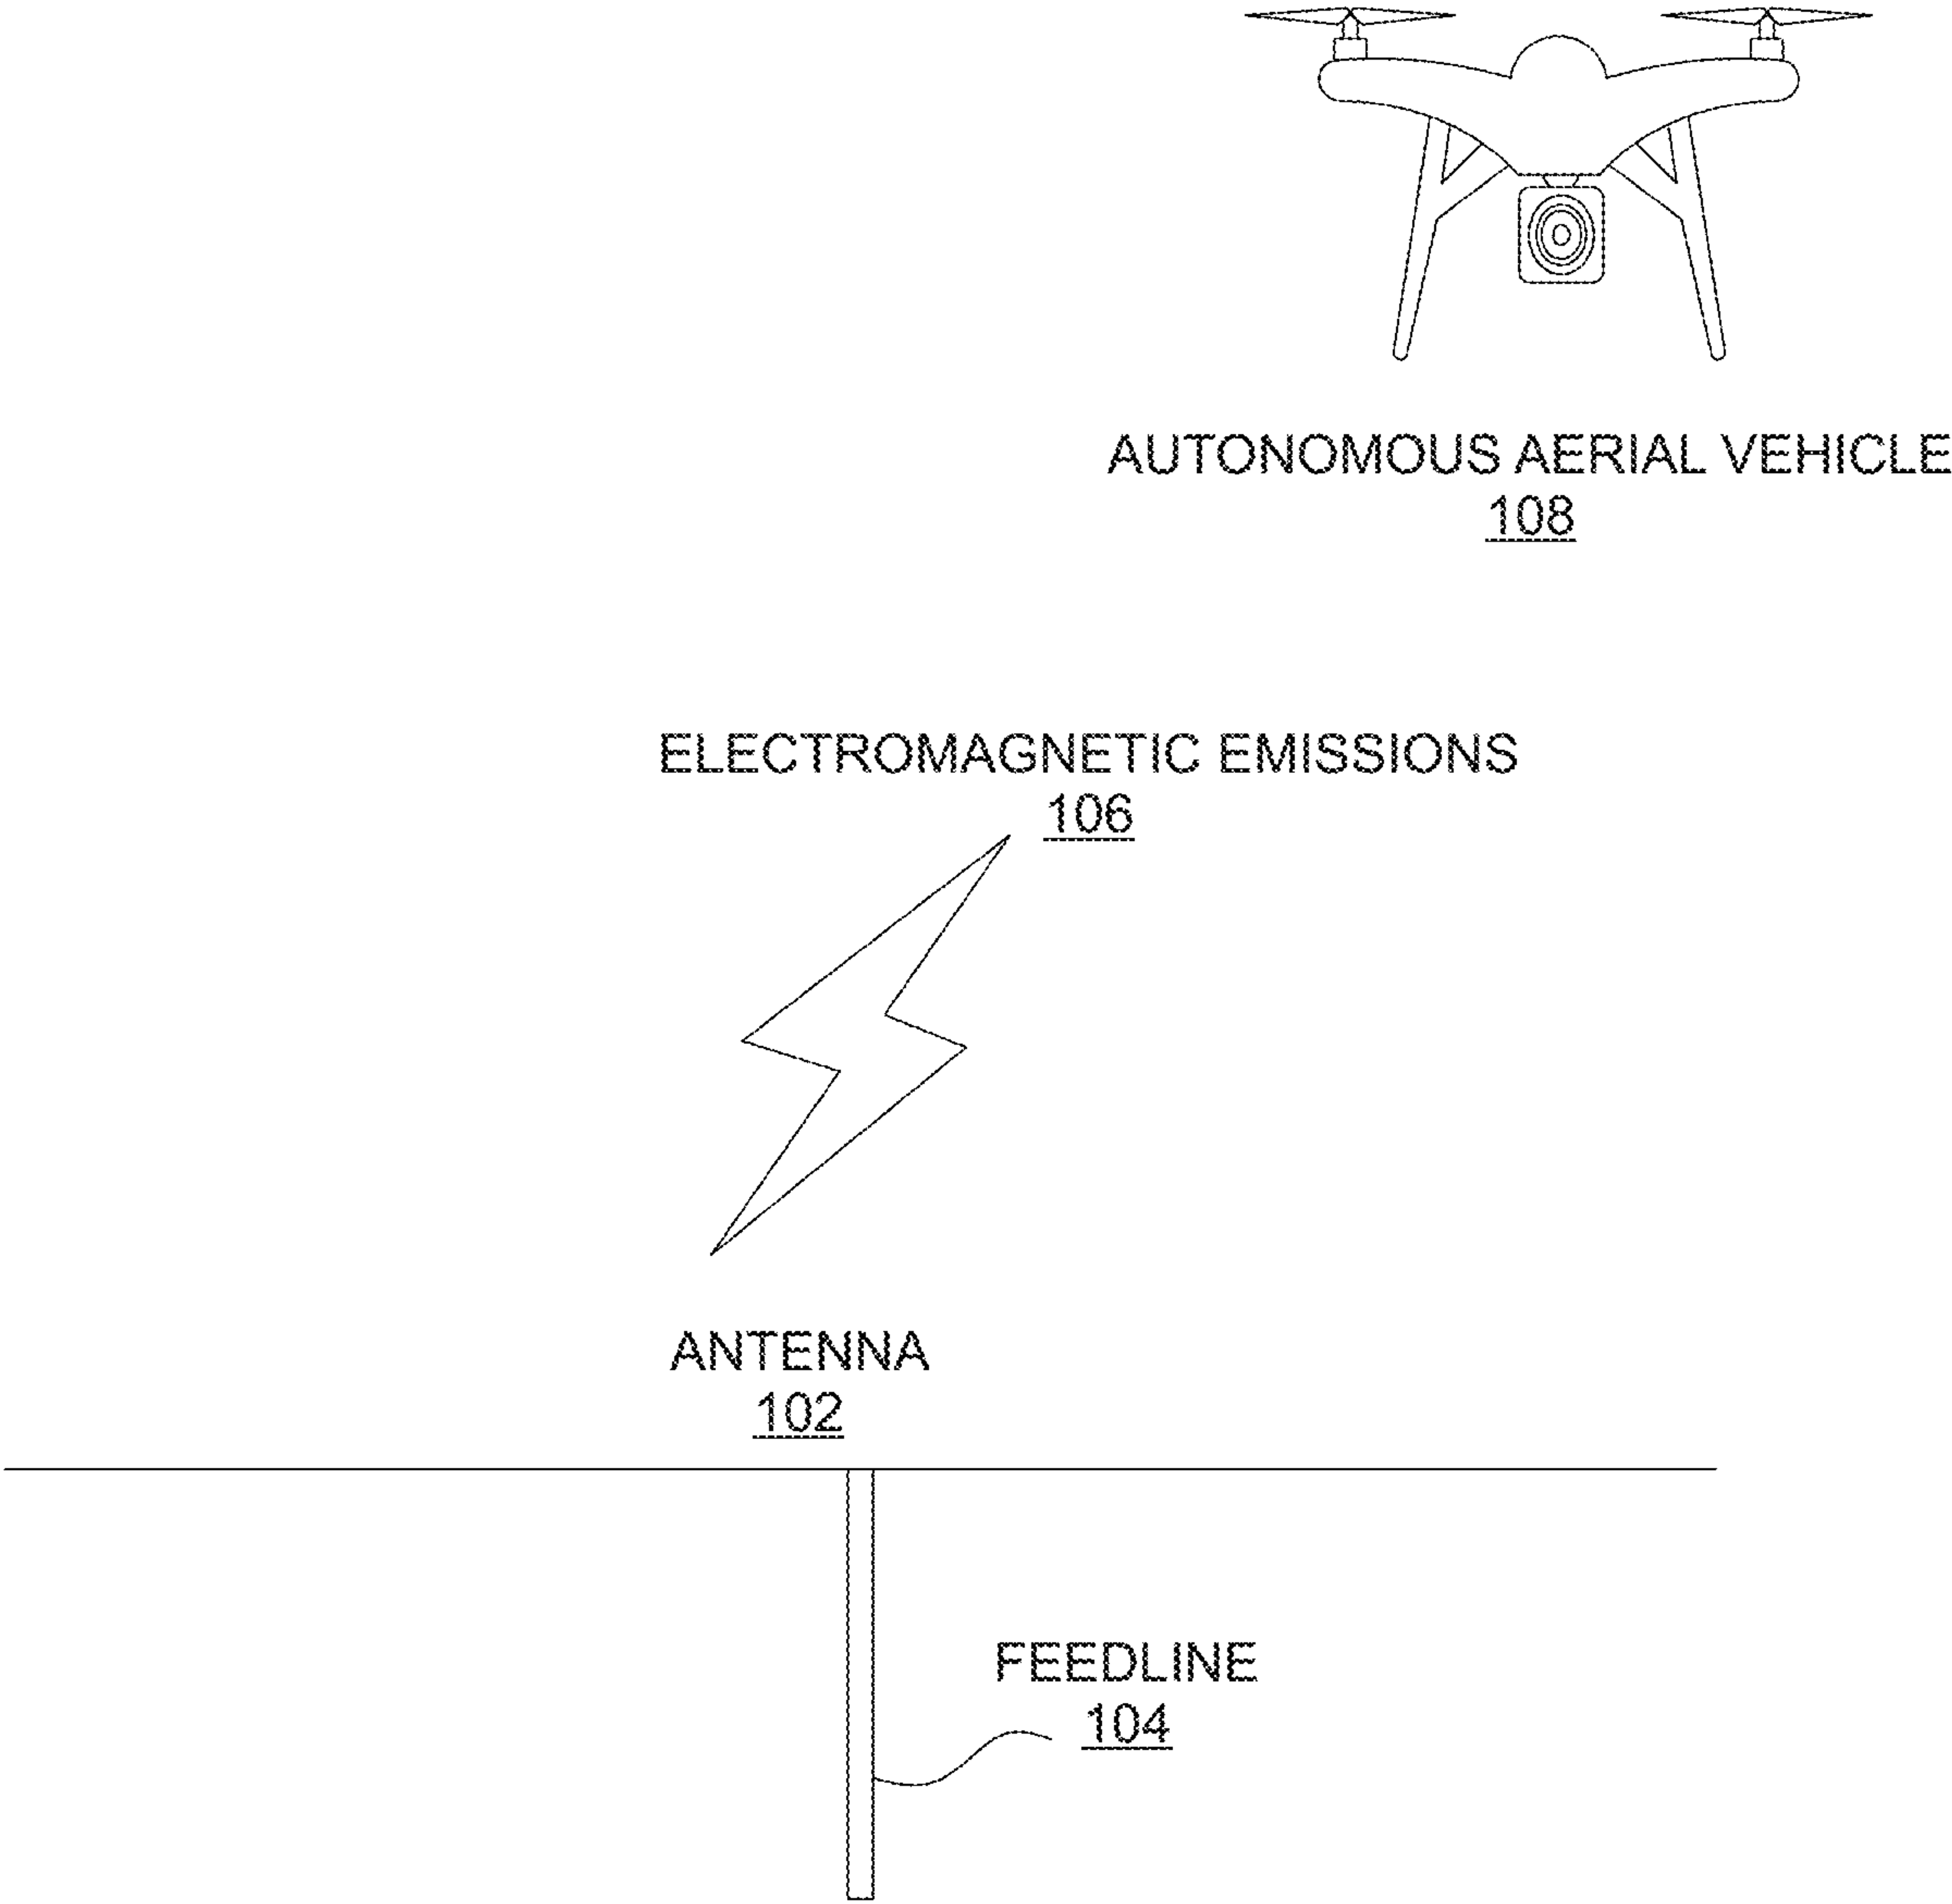 AUTONOMOUS AERIAL VEHICLE
108
ELECTROMAGNETIC EMISSIONS
106
ANTENNA
102
FEEDLINE
104